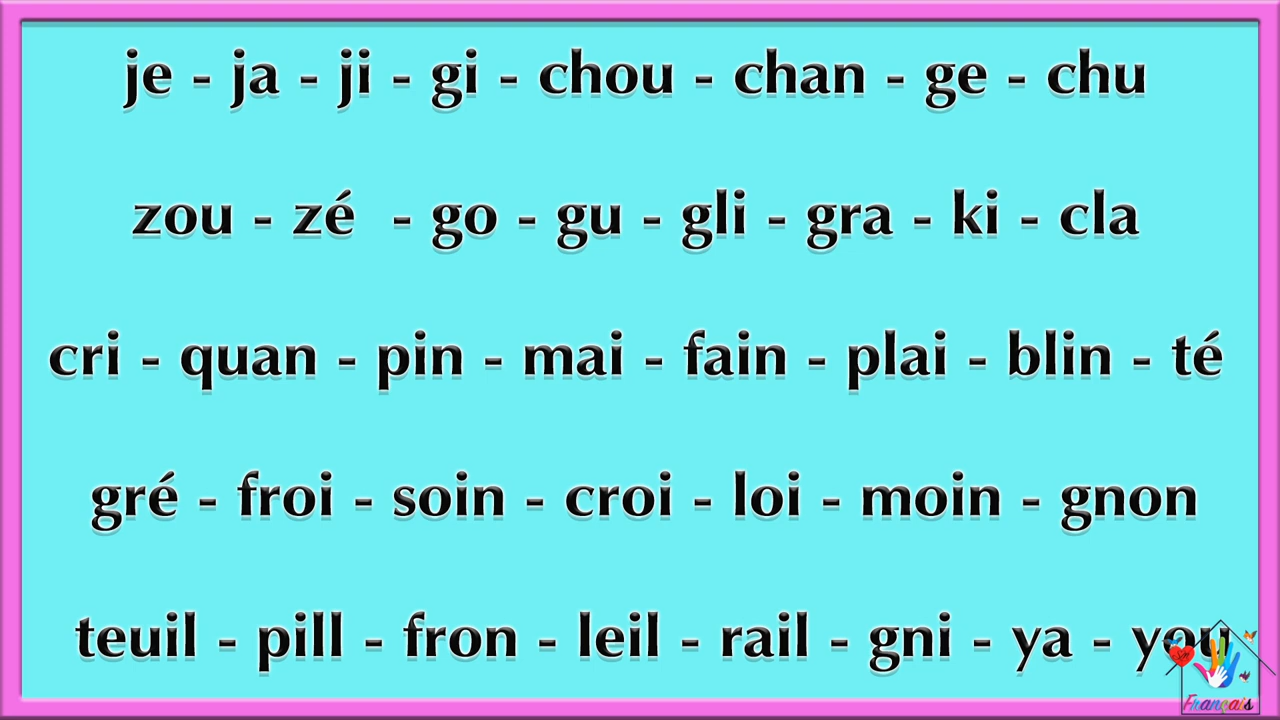 je - ja - ji - gi - chou - chan - ge - chu
zou - zé - go - gu - gli - gra - ki - cla
cri - quan - pin - mai - fain - plai - blin - té
gré - froi - soin - croi - loi - moin - gnon
teuil - pill - fron - leil - rail - gni - ya - you
Français